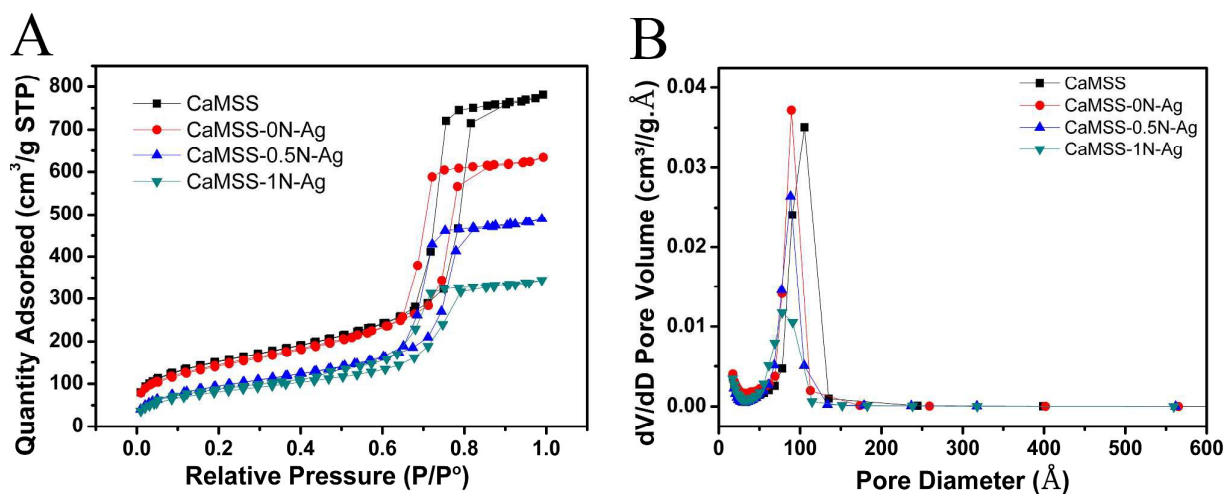 A
Quantity Adsorbed (cm³/g STP)
800
700
600
500
400
300
200
100
0
CaMSS
CaMSS-0N-Ag
CaMSS-0.5N-Ag
CaMSS-1N-Ag
0.0 0.2 0.4 0.6 0.8 1.0
Relative Pressure (P/P⁰)
B
dV/dD Pore Volume (cm³/g.Å)
0.04
0.03
0.02
0.01
0.00
CaMSS
CaMSS-0N-Ag
CaMSS-0.5N-Ag
CaMSS-1N-Ag
0 100 200 300 400 500 600
Pore Diameter (Å)